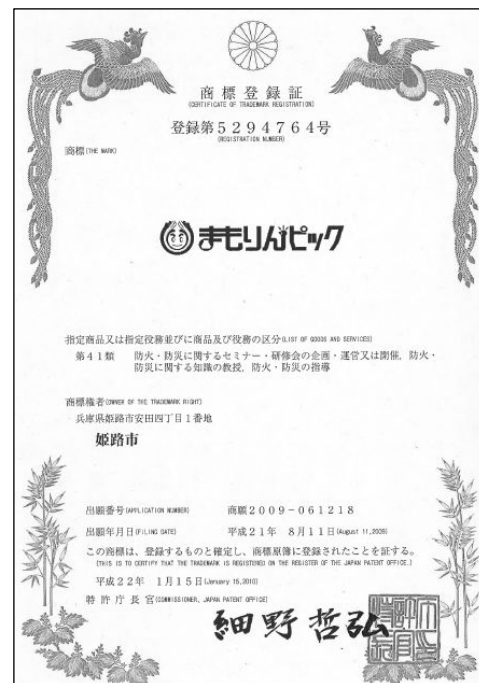 商標登録証
(CERTIFICATE OF TRADEMARK REGISTRATION)
登録第5294764号
(REGISTRATION NUMBER)
商標(THE MARK)
まもりんピック
指定商品又は指定役務並びに商品及び役務の区分(LIST OF GOODS AND SERVICES)
第41類 防火・防災に関するセミナー・研修会の企画・運営又は開催,防火・
防災に関する知識の教授,防火・防災の指導
商標権者(OWNER OF THE TRADEMARK RIGHT)
兵庫県姫路市安田四丁目1番地
姫路市
出願番号(APPLICATION NUMBER) 商願2009-061218
出願年月日(FILING DATE) 平成21年 8月11日(August 11,2009)
この商標は、登録するものと確定し、商標原簿に登録されたことを証する。
(THIS IS TO CERTIFY THAT THE TRADEMARK IS REGISTERED ON THE REGISTER OF THE JAPAN PATENT OFFICE.)
平成22年 1月15日(January 15,2010)
特許庁長官(COMMISSIONER, JAPAN PATENT OFFICE)
細野哲弘